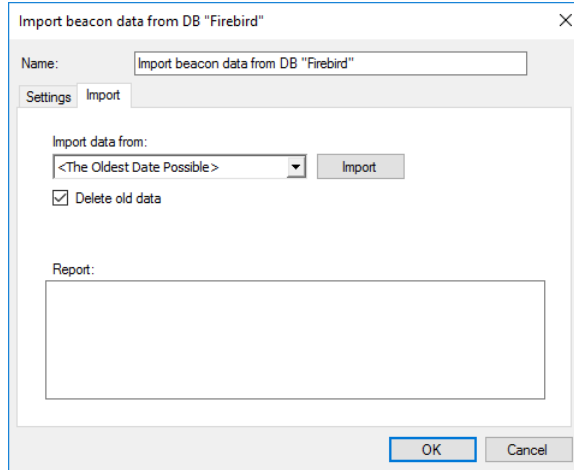 Import beacon data from DB "Firebird"
Name: Import beacon data from DB "Firebird"
Settings Import
Import data from:
<The Oldest Date Possible> Import
Delete old data
Report:
OK Cancel